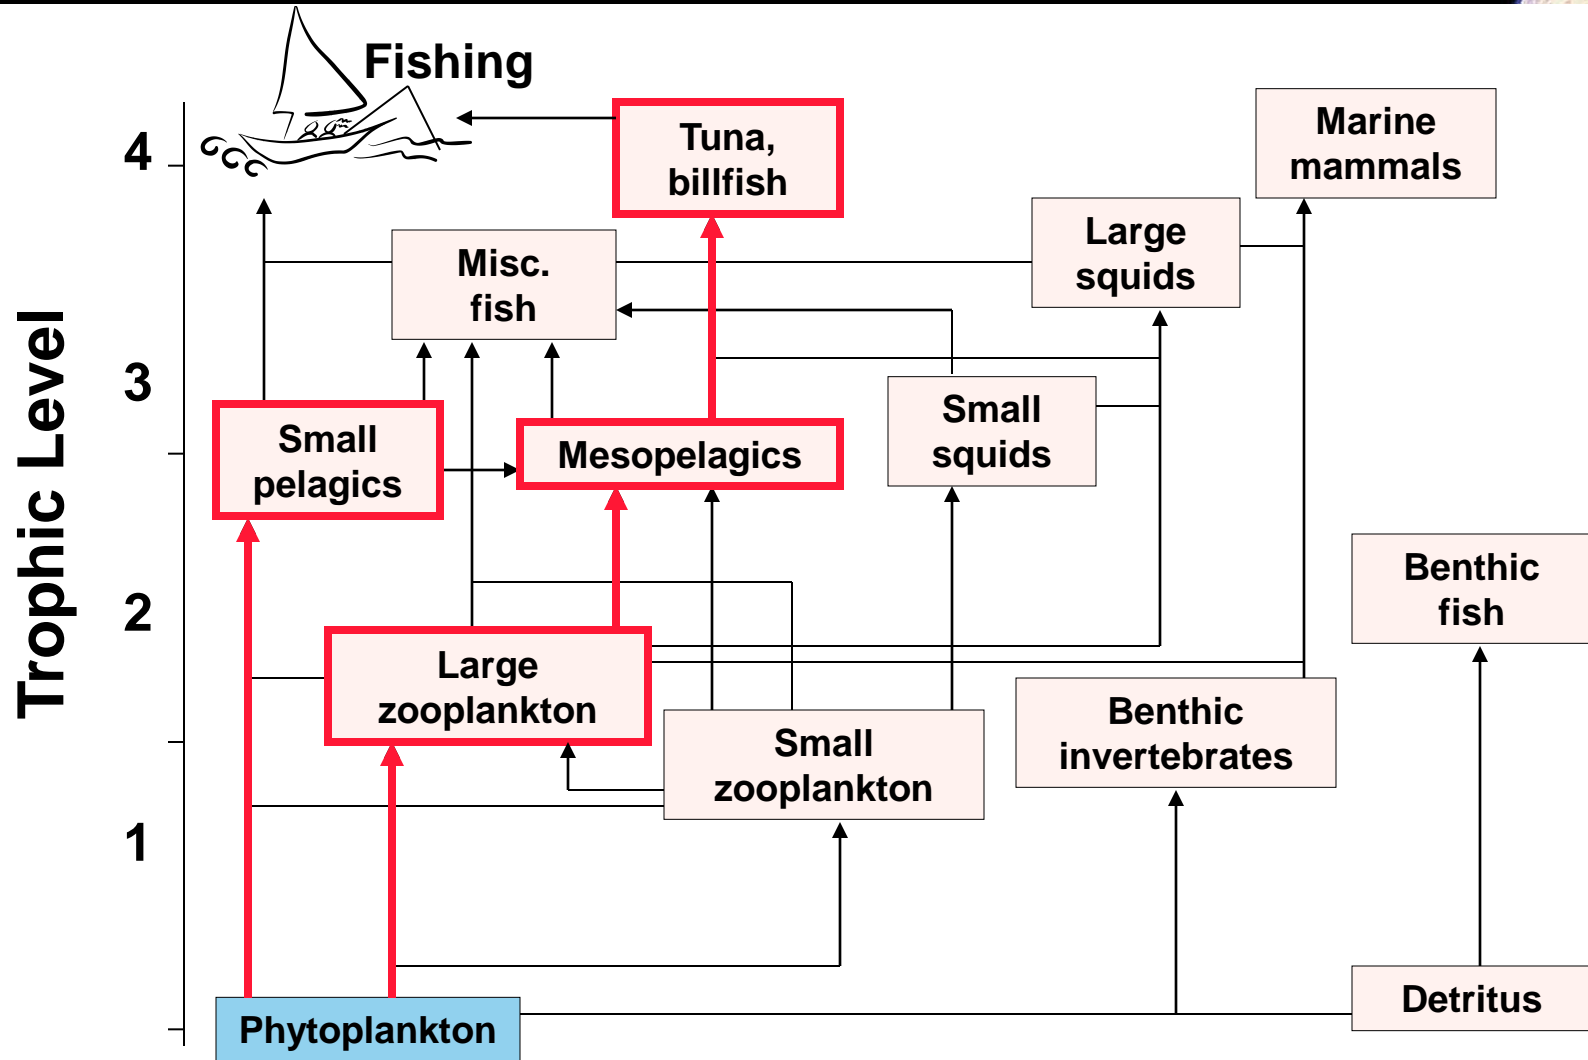 Fishing
Trophic Level
4
3
2
1
Tuna,
billfish
Marine
mammals
Misc.
fish
Large
squids
Small
pelagics
Mesopelagics
Small
squids
Large
zooplankton
Small
zooplankton
Benthic
invertebrates
Benthic
fish
Phytoplankton
Detritus